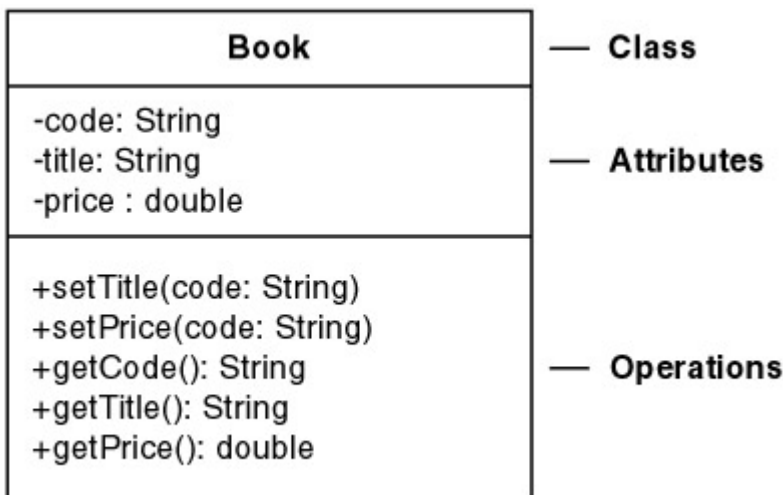 Book
Class
-code: String
-title: String
-price : double
Attributes
+setTitle(code: String)
+setPrice(code: String)
+getCode(): String
+getTitle(): String
+getPrice(): double
Operations